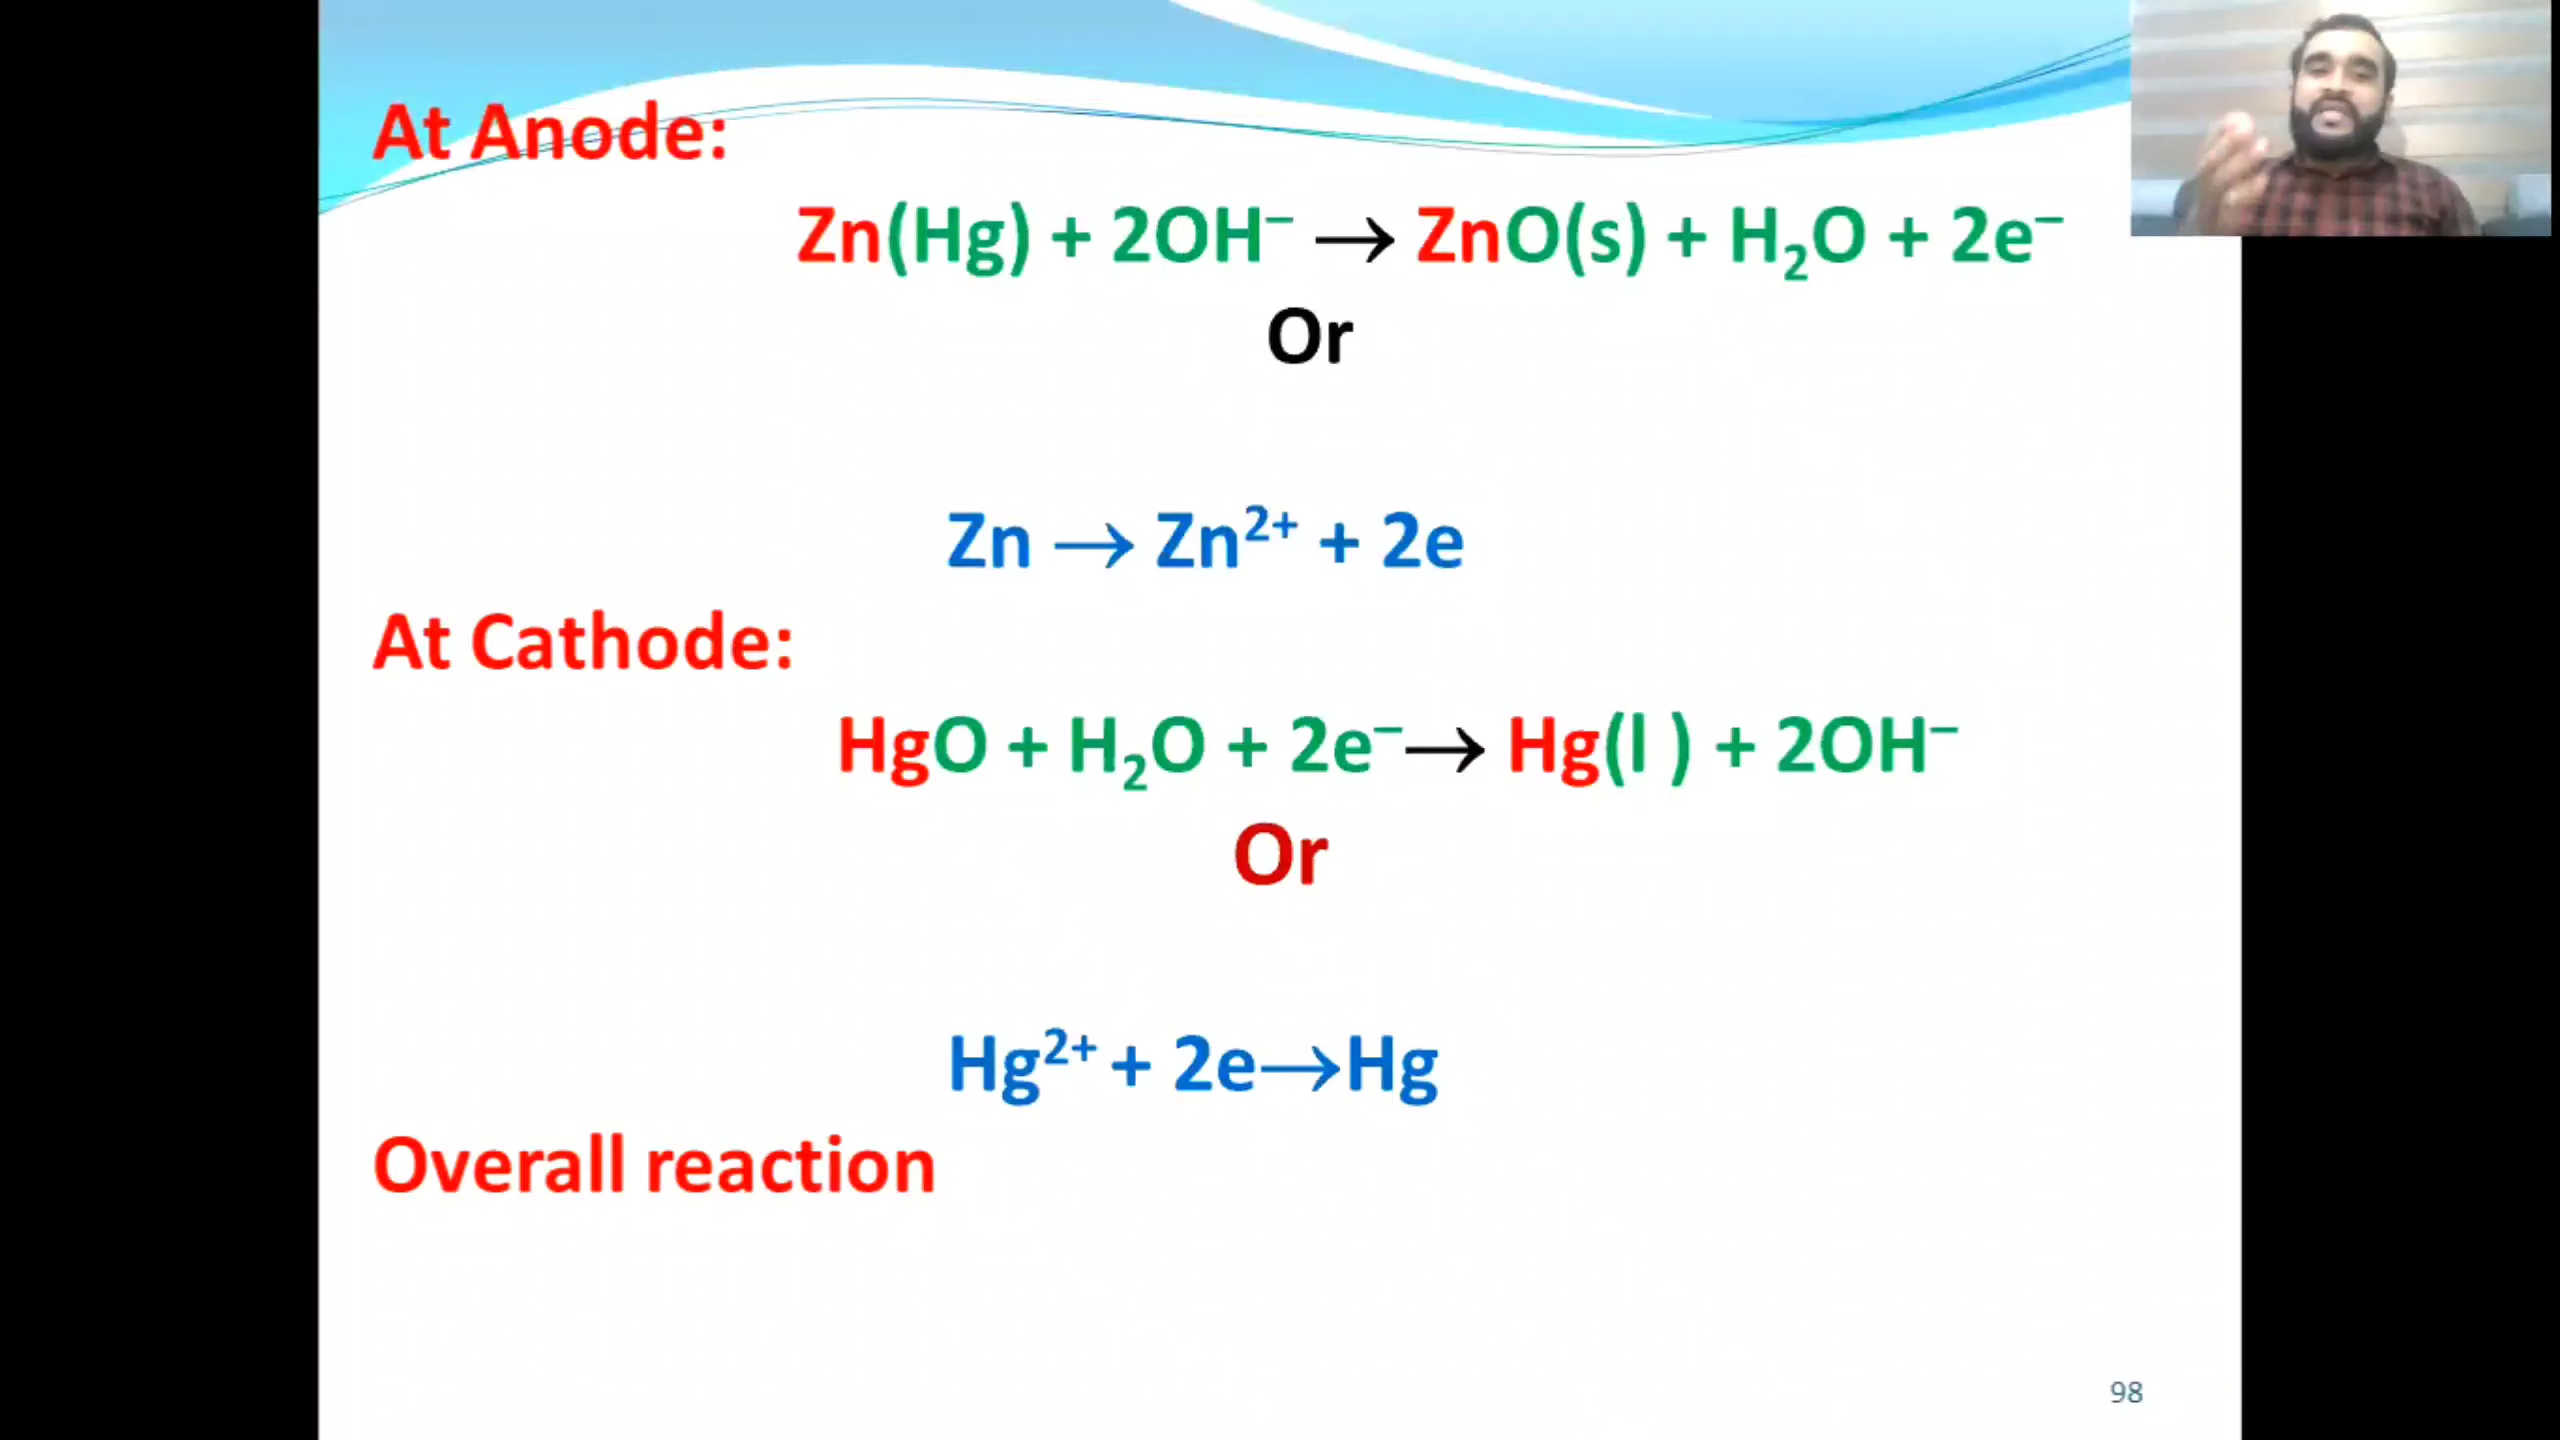 At Anode:
Zn(Hg) + 2OH⁻ → ZnO(s) + H₂O + 2e⁻
Or
Zn → Zn²⁺ + 2e
At Cathode:
HgO + H₂O + 2e⁻→ Hg(l ) + 2OH⁻
Or
Hg²⁺ + 2e→Hg
Overall reaction
98